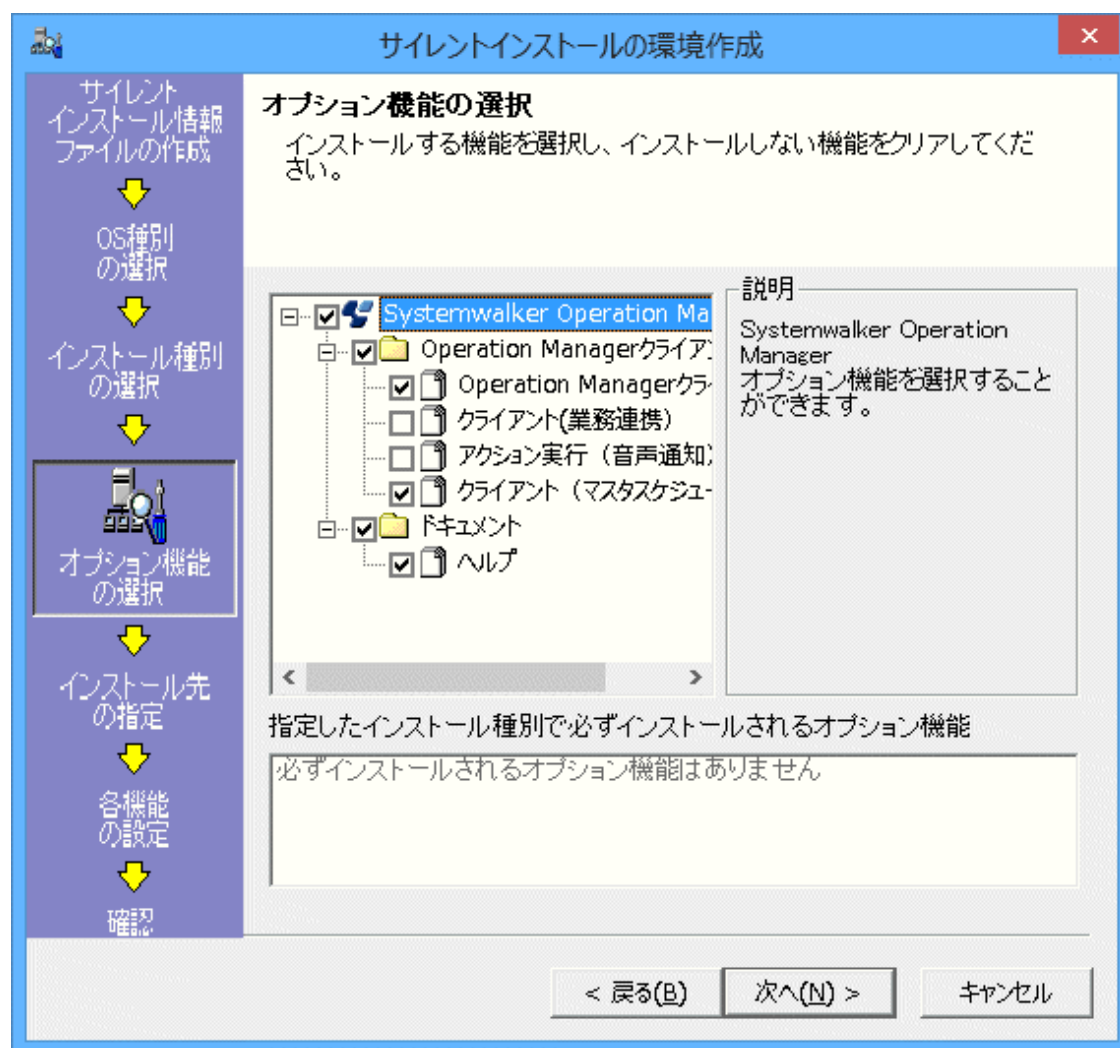 サイレントインストールの環境作成
サイレント
インストール情報
ファイルの作成
OS種別
の選択
インストール種別
の選択
オプション機能
の選択
インストール先
の指定
各機能
の設定
確認
オプション機能の選択
インストールする機能を選択し、インストールしない機能をクリアしてくだ
さい。
Systemwalker Operation Ma
Operation Managerクライア
Operation Managerクラ
クライアント(業務連携)
アクション実行（音声通知）
クライアント（マスタスケジュー
ドキュメント
ヘルプ
説明
Systemwalker Operation
Manager
オプション機能を選択すること
ができます。
指定したインストール種別で必ずインストールされるオプション機能
必ずインストールされるオプション機能はありません
< 戻る(B)
次へ(N) >
キャンセル